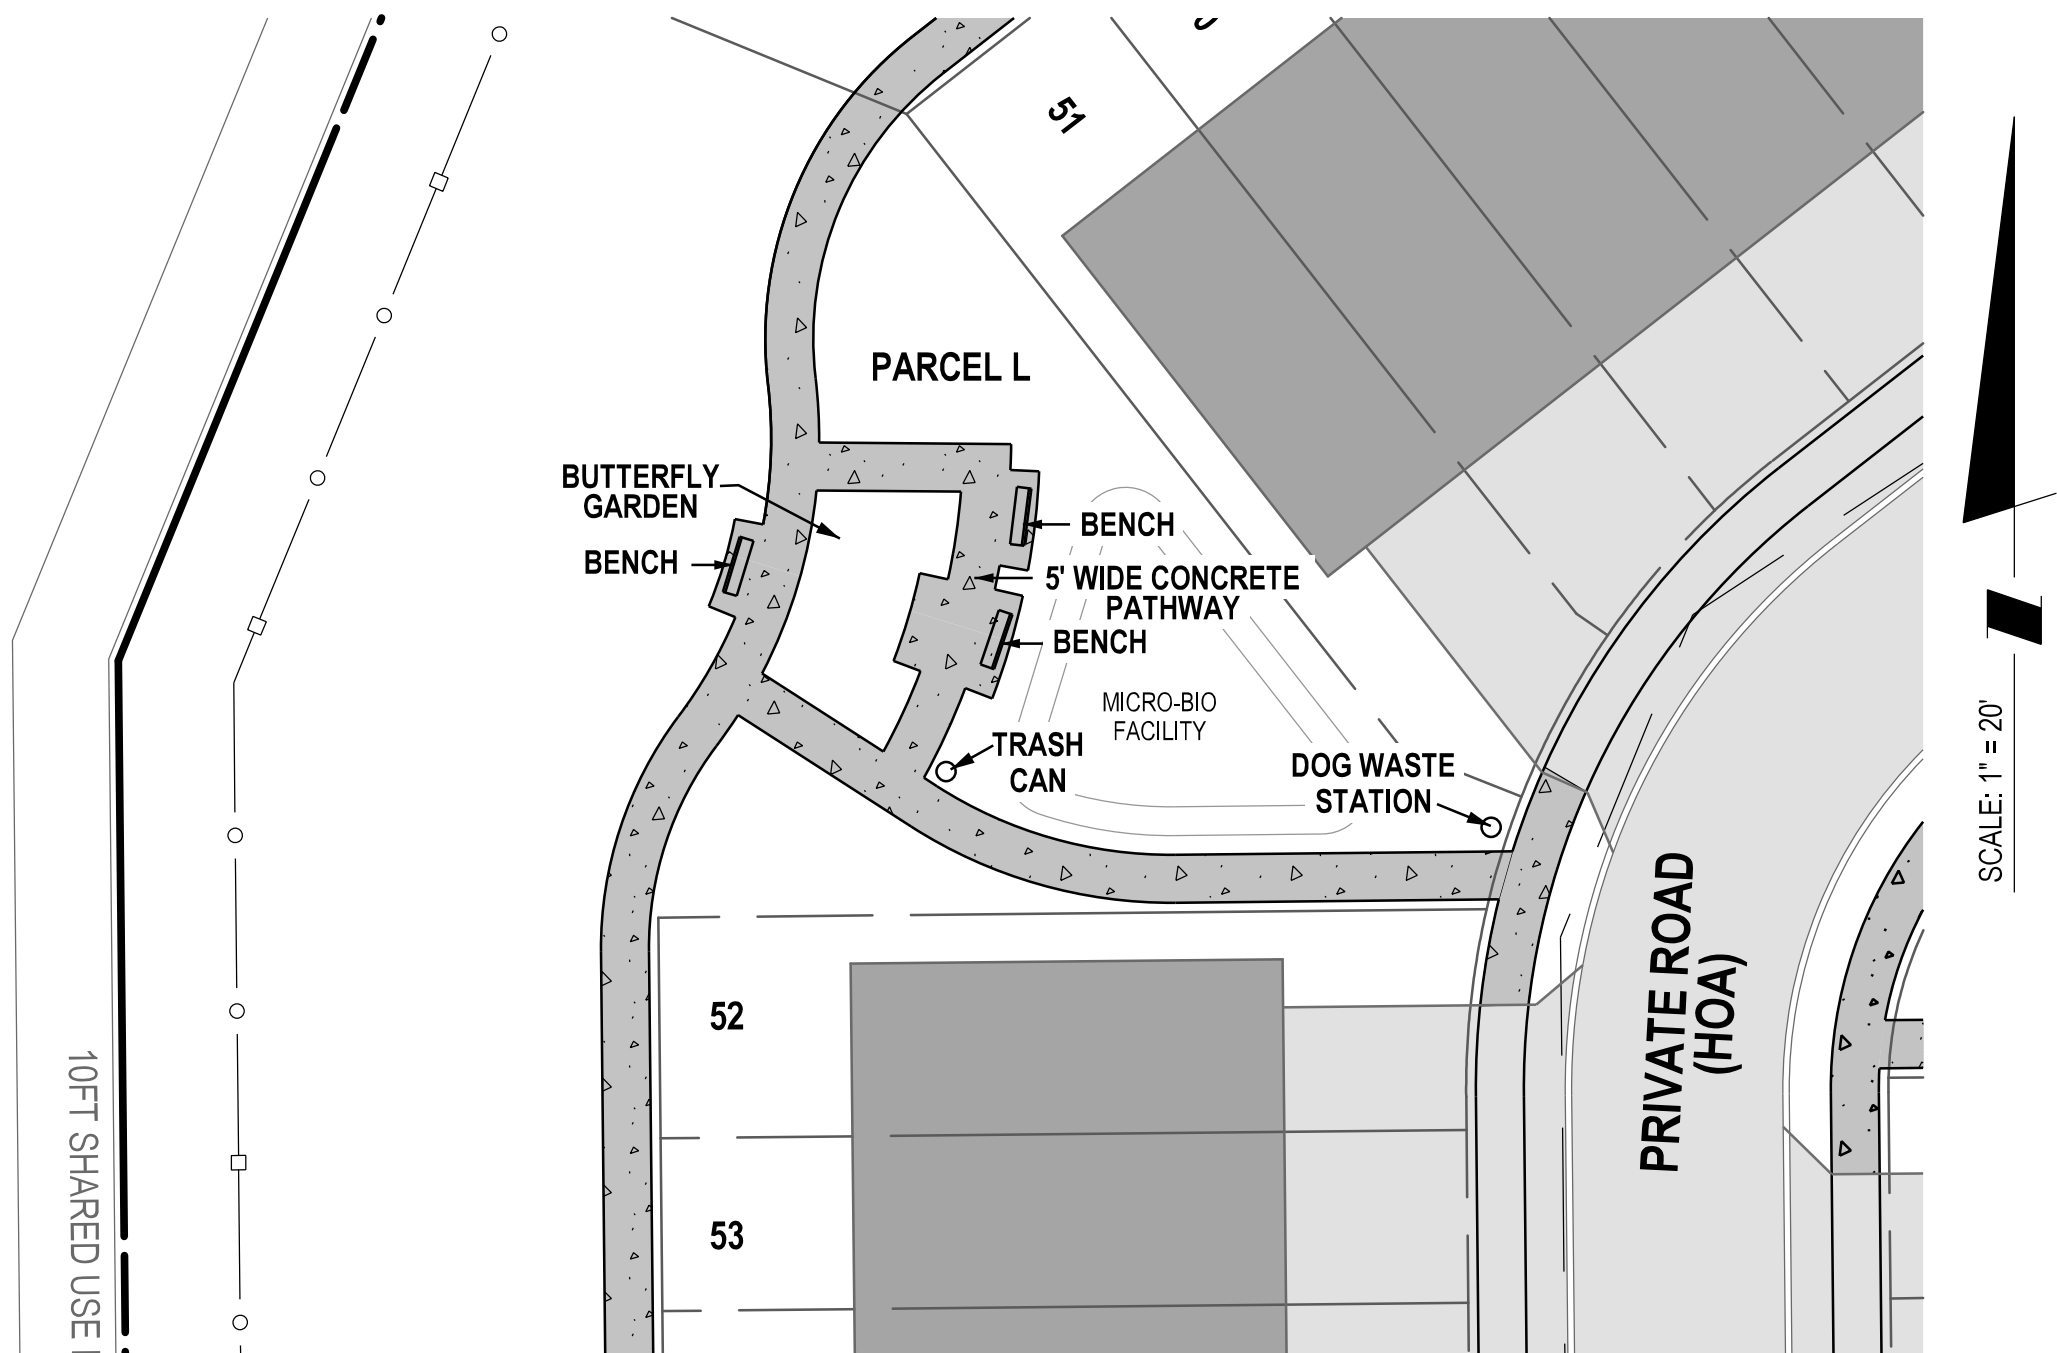 51
PARCEL L
BUTTERFLY
GARDEN
BENCH
BENCH
5' WIDE CONCRETE
PATHWAY
BENCH
MICRO-BIO
FACILITY
TRASH
CAN
DOG WASTE
STATION
SCALE: 1" = 20'
PRIVATE ROAD
(HOA)
52
53
10FT SHARED USE